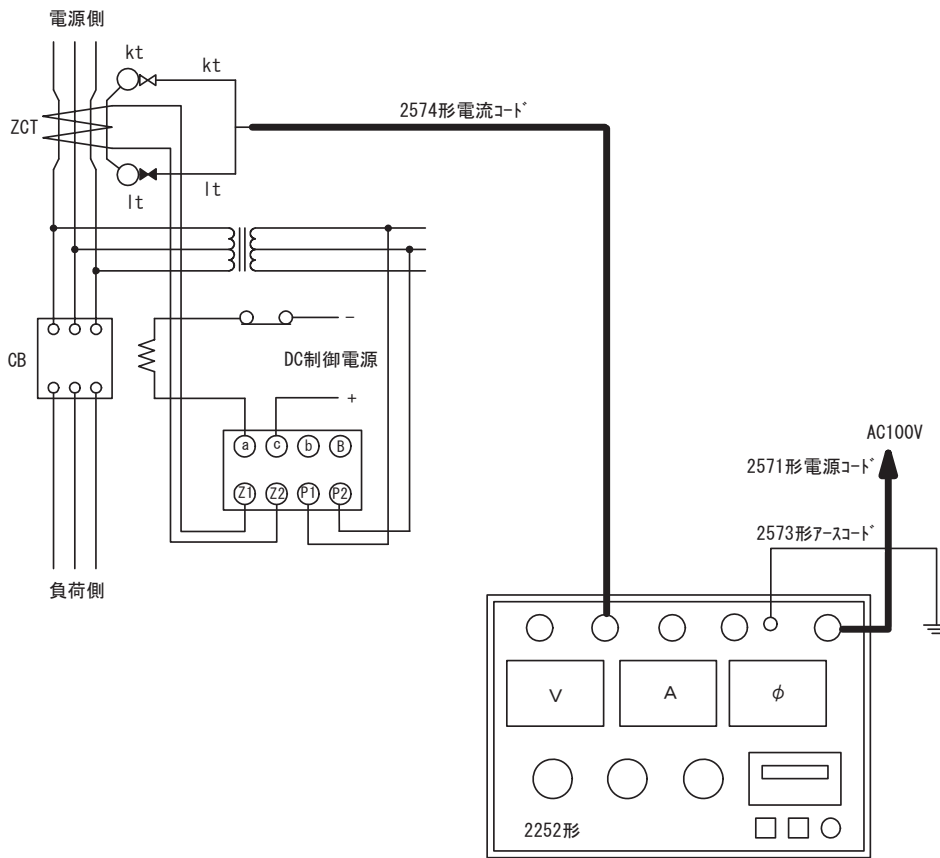 電源側
kt
kt
2574形電流コード
ZCT
lt
lt
CB
−
DC制御電源
+
a
c
b
B
Z1
Z2
P1
P2
負荷側
AC100V
2571形電源コード
2573形アースコード
V
A
φ
2252形